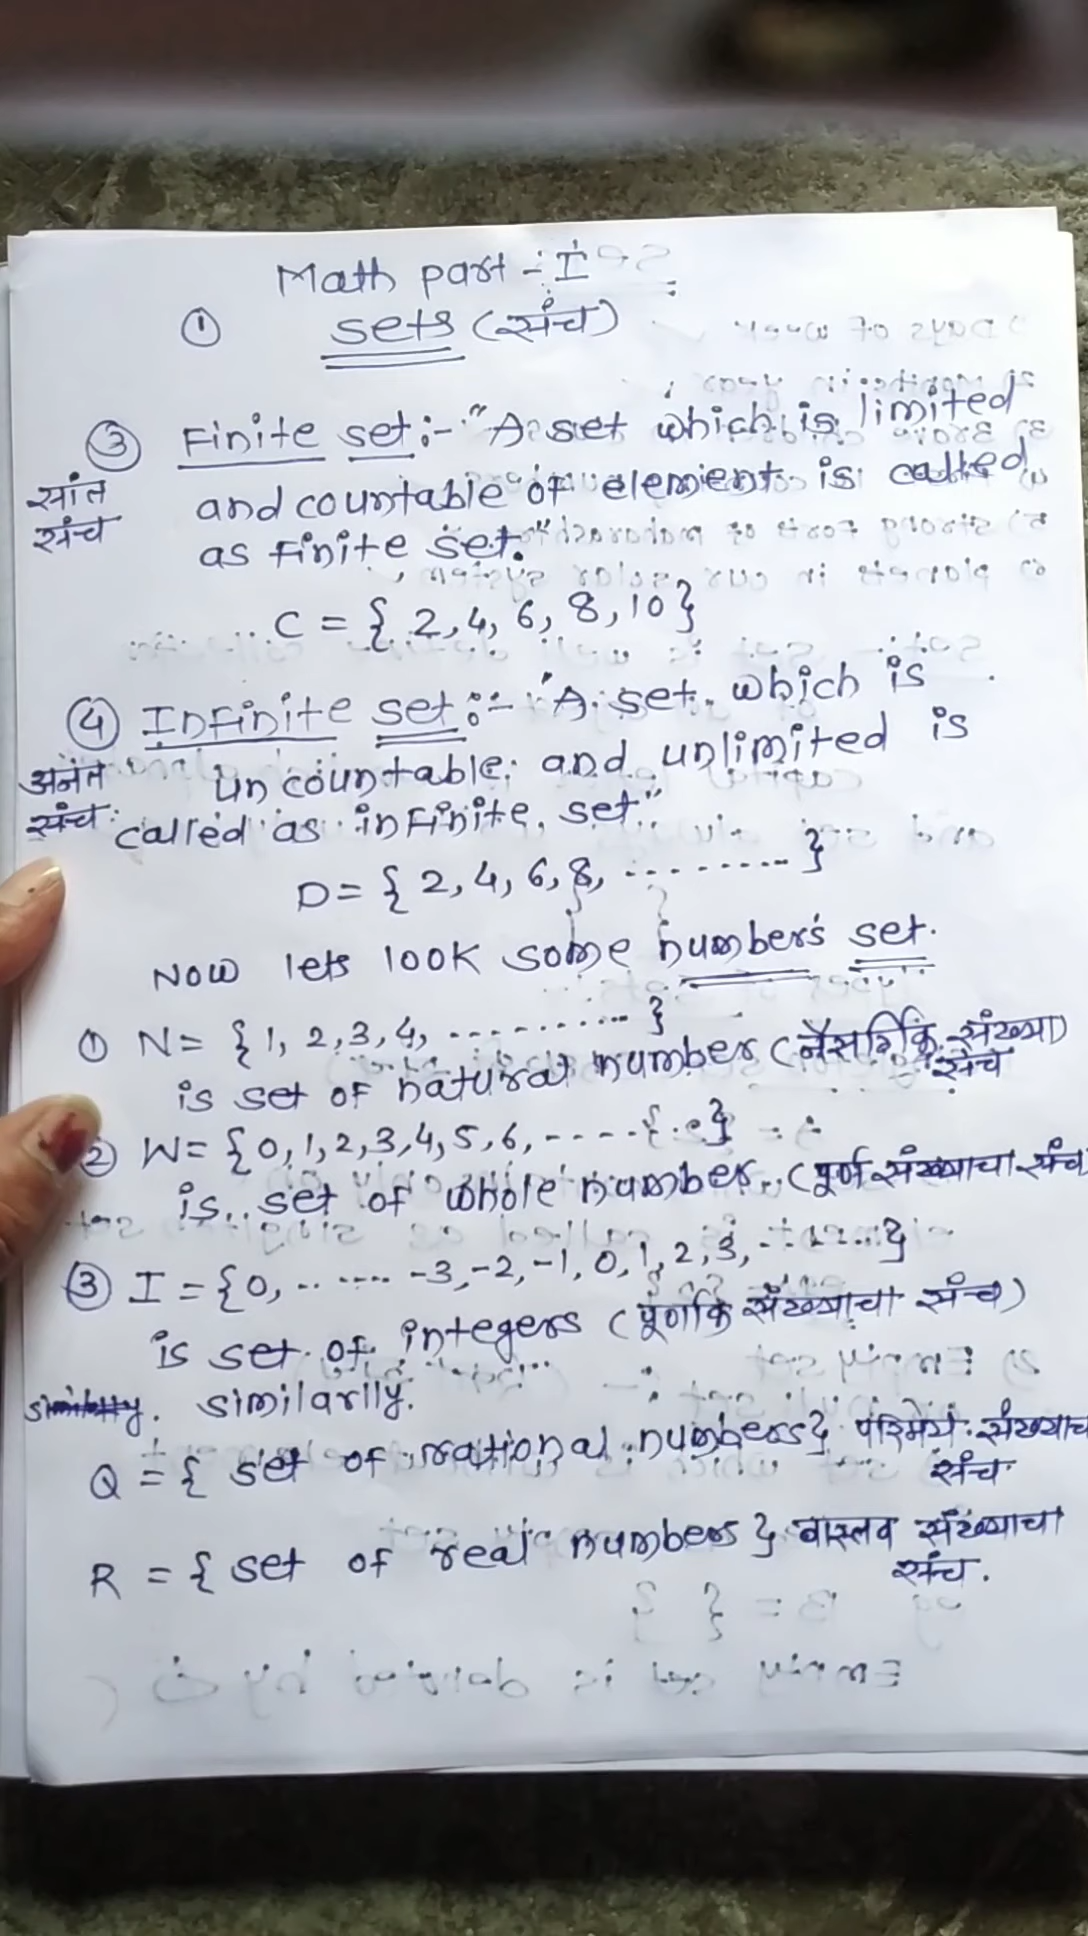 Math part - I
① sets (संच)
③ Finite set :- "A set which is limited
सांत and countable of element is called
संच as finite set."
C = { 2, 4, 6, 8, 10}
④ Infinite set :- "A set, which is
अनंत uncountable and unlimited is
संच called as infinite set."
D = { 2, 4, 6, 8, ......... }
Now lets look some numbers set.
① N = { 1, 2, 3, 4, .......... }
is set of natural number (नैसर्गिक संख्या)
संच
② W = {0, 1, 2, 3, 4, 5, 6, ..... }
is set of whole number. (पूर्ण संख्याचा संच
③ I = {0, ....... -3, -2, -1, 0, 1, 2, 3, ........}
is set of integers (पूर्णांक संख्याचा संच)
similarlly.
Q = { set of rational numbers} परिमेय संख्याच
संच
R = { set of real numbers } वास्तव संख्याचा
संच.